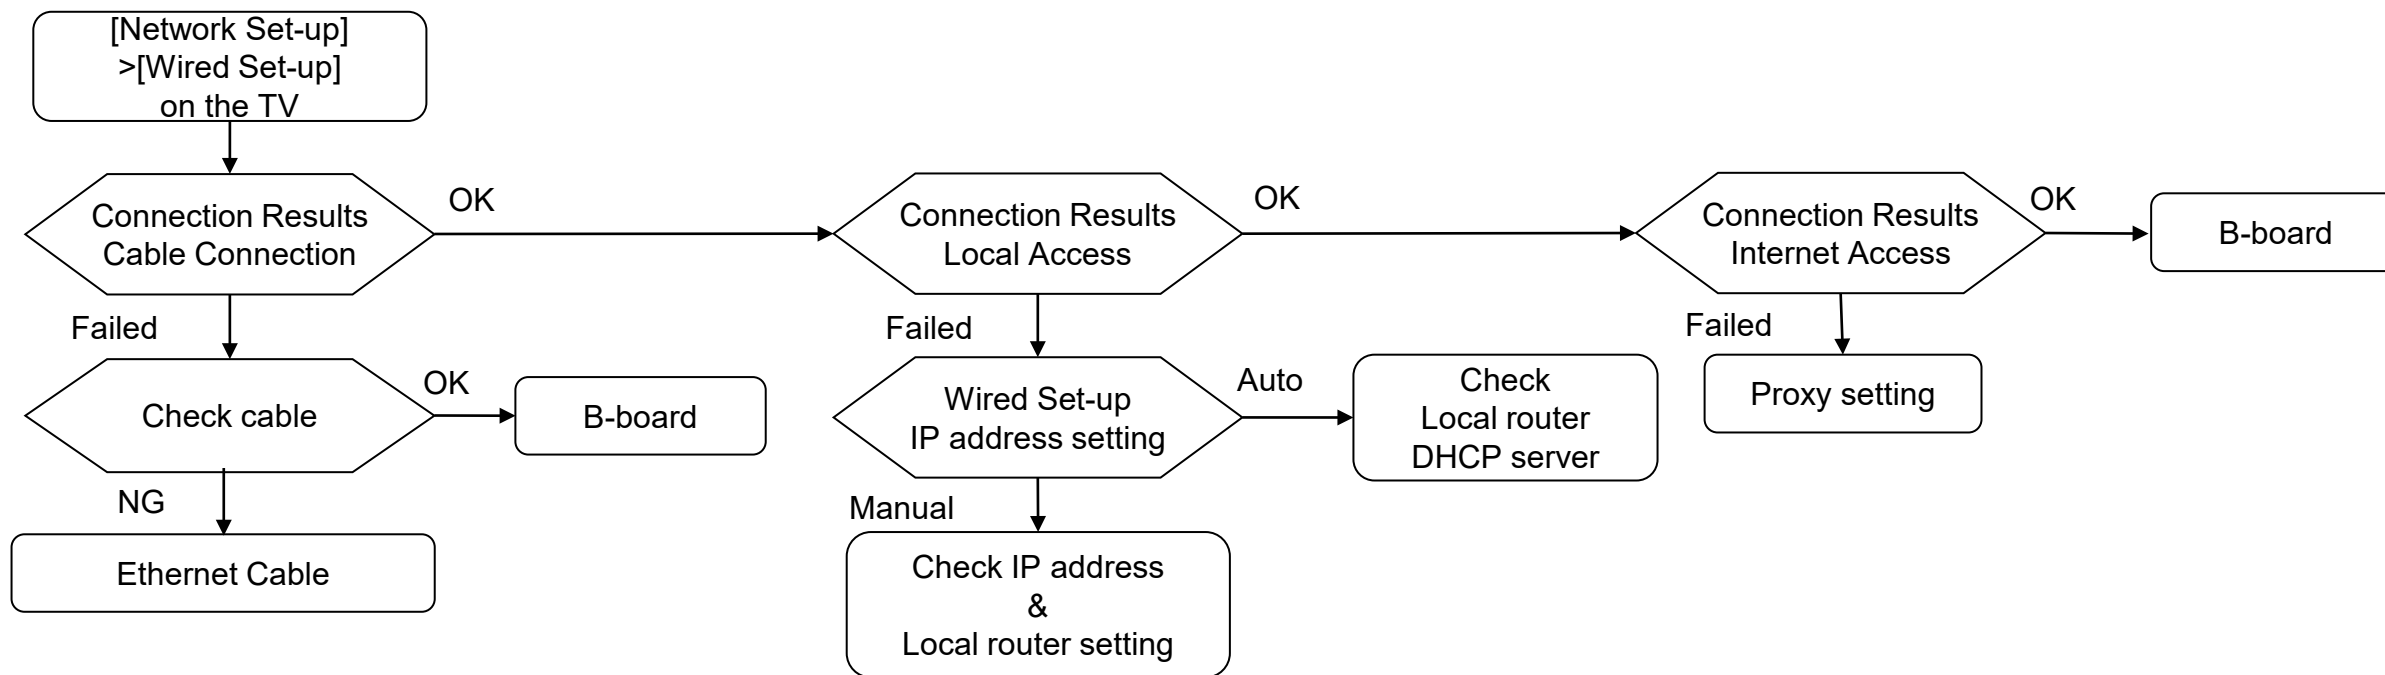 [Network Set-up]
>[Wired Set-up]
on the TV
Connection Results
Cable Connection
OK
Connection Results
Local Access
OK
Connection Results
Internet Access
OK
B-board
Failed
Check cable
OK
B-board
NG
Ethernet Cable
Failed
Wired Set-up
IP address setting
Auto
Check
Local router
DHCP server
Manual
Check IP address
&
Local router setting
Failed
Proxy setting